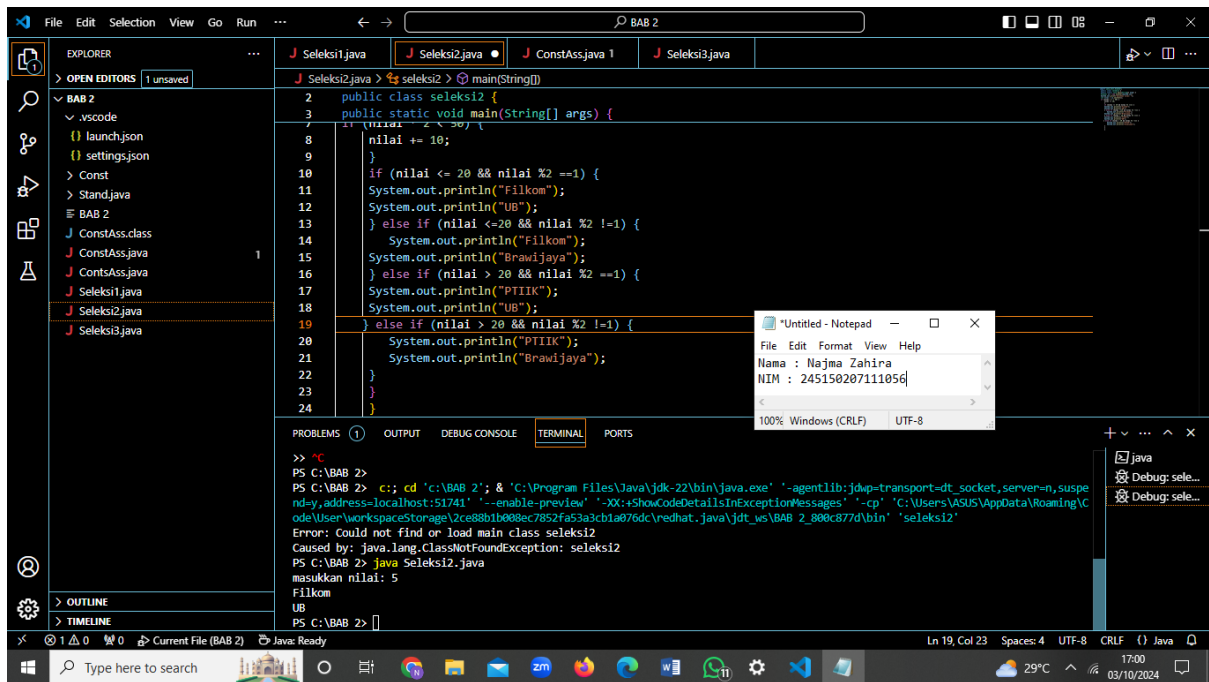 File Edit Selection View Go Run ··· ← → BAB 2
EXPLORER ···
OPEN EDITORS 1 unsaved
BAB 2
.vscode
{} launch.json
{} settings.json
Const
Stand.java
BAB 2
J ConstAss.class
J ConstAss.java 1
J ContsAss.java
J Seleksi1.java
J Seleksi2.java
J Seleksi3.java
OUTLINE
TIMELINE
J Seleksi1.java J Seleksi2.java ● J ConstAss.java 1 J Seleksi3.java
J Seleksi2.java > seleksi2 > main(String[])
2 public class seleksi2 {
3 public static void main(String[] args) {
7 if (nilai * 2 < 50) {
8 nilai += 10;
9 }
10 if (nilai <= 20 && nilai %2 ==1) {
11 System.out.println("Filkom");
12 System.out.println("UB");
13 } else if (nilai <=20 && nilai %2 !=1) {
14 System.out.println("Filkom");
15 System.out.println("Brawijaya");
16 } else if (nilai > 20 && nilai %2 ==1) {
17 System.out.println("PTIIK");
18 System.out.println("UB");
19 } else if (nilai > 20 && nilai %2 !=1) {
20 System.out.println("PTIIK");
21 System.out.println("Brawijaya");
22 }
23 }
24 }
*Untitled - Notepad
File Edit Format View Help
Nama : Najma Zahira
NIM : 245150207111056
100% Windows (CRLF) UTF-8
PROBLEMS 1 OUTPUT DEBUG CONSOLE TERMINAL PORTS
>> ^C
PS C:\BAB 2>
PS C:\BAB 2> c:; cd 'c:\BAB 2'; & 'C:\Program Files\Java\jdk-22\bin\java.exe' '-agentlib:jdwp=transport=dt_socket,server=n,suspe
nd=y,address=localhost:51741' '--enable-preview' '-XX:+ShowCodeDetailsInExceptionMessages' '-cp' 'C:\Users\ASUS\AppData\Roaming\C
ode\User\workspaceStorage\2ce88b1b008ec7852fa53a3cb1a076dc\redhat.java\jdt_ws\BAB 2_800c877d\bin' 'seleksi2'
Error: Could not find or load main class seleksi2
Caused by: java.lang.ClassNotFoundException: seleksi2
PS C:\BAB 2> java Seleksi2.java
masukkan nilai: 5
Filkom
UB
PS C:\BAB 2>
java
Debug: sele...
Debug: sele...
1 0 0 Current File (BAB 2) Java: Ready Ln 19, Col 23 Spaces: 4 UTF-8 CRLF {} Java
Type here to search zm 11 29°C 17:00
03/10/2024